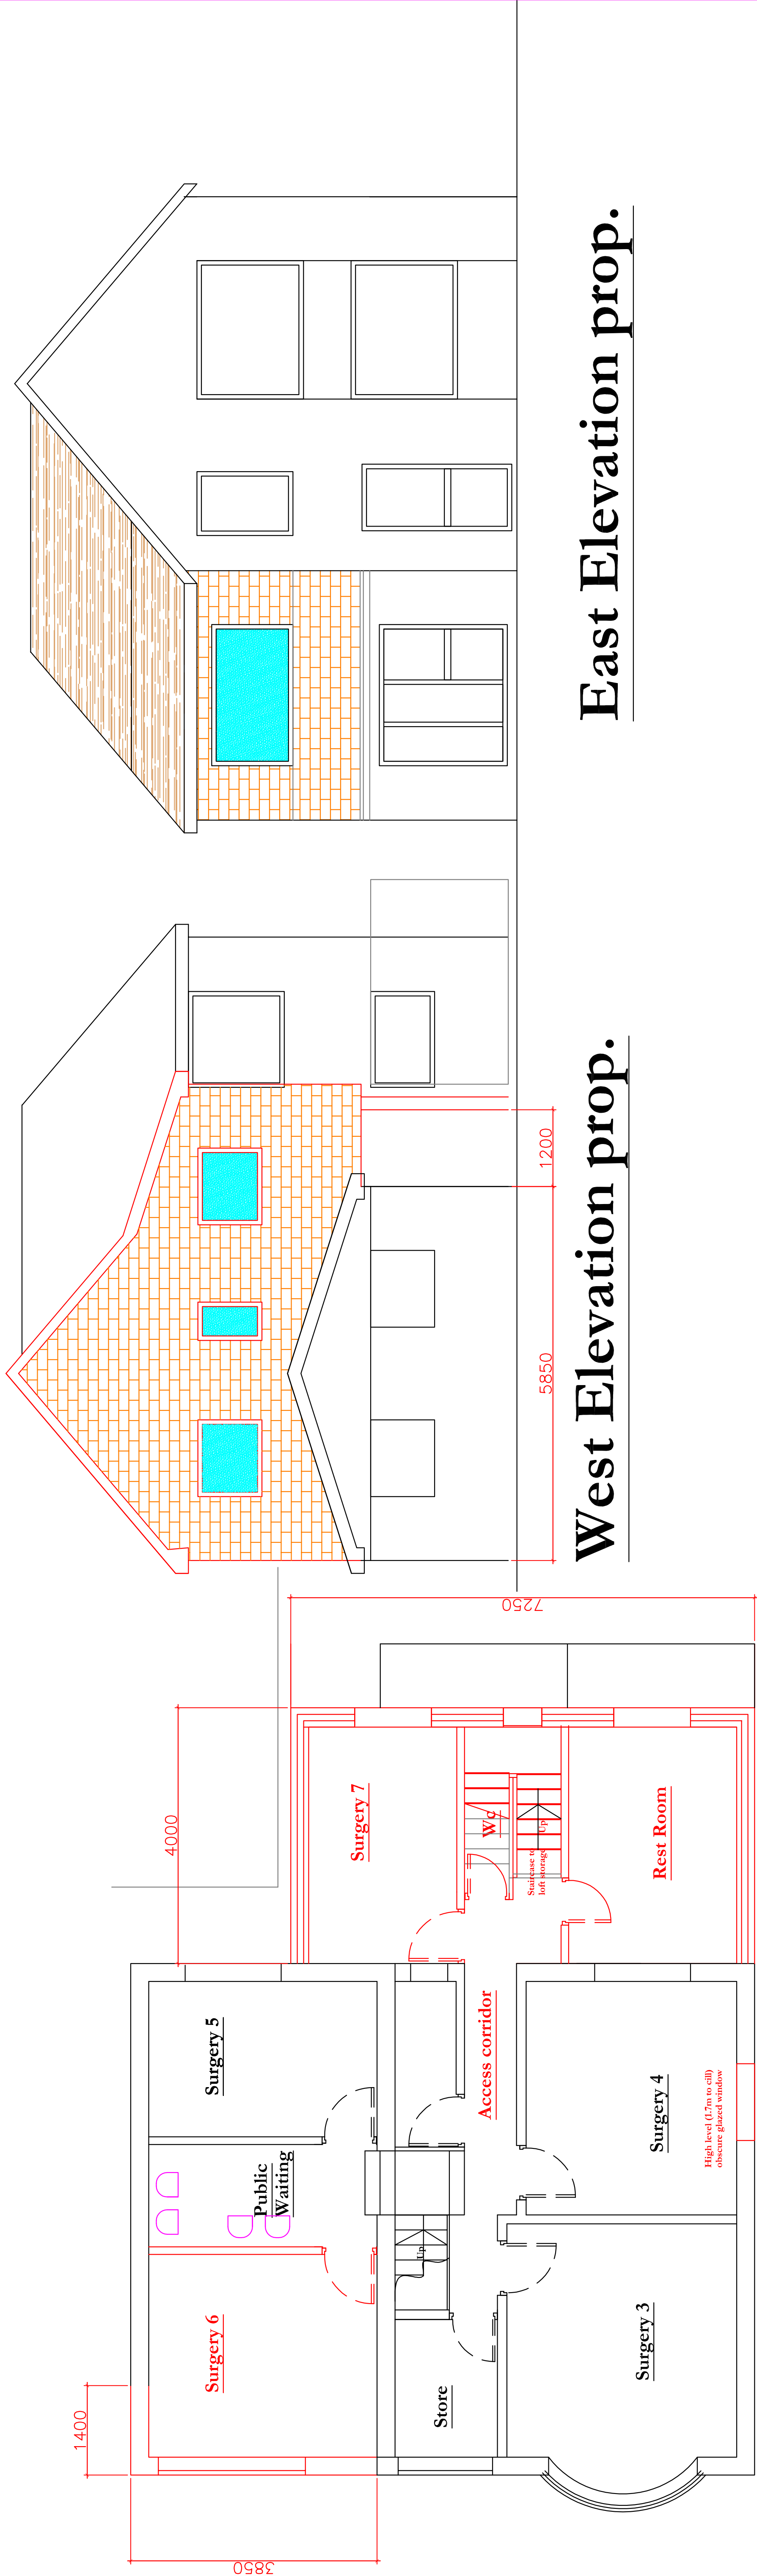 East Elevation prop.
West Elevation prop.
1200
5850
7250
4000
Surgery 7
Wc
Up
Staircase to
loft storage
Rest Room
Surgery 5
Access corridor
Surgery 4
High level (1.7m to cill)
obscure glazed window
Public
Waiting
Up
Surgery 6
Store
Surgery 3
1400
3850